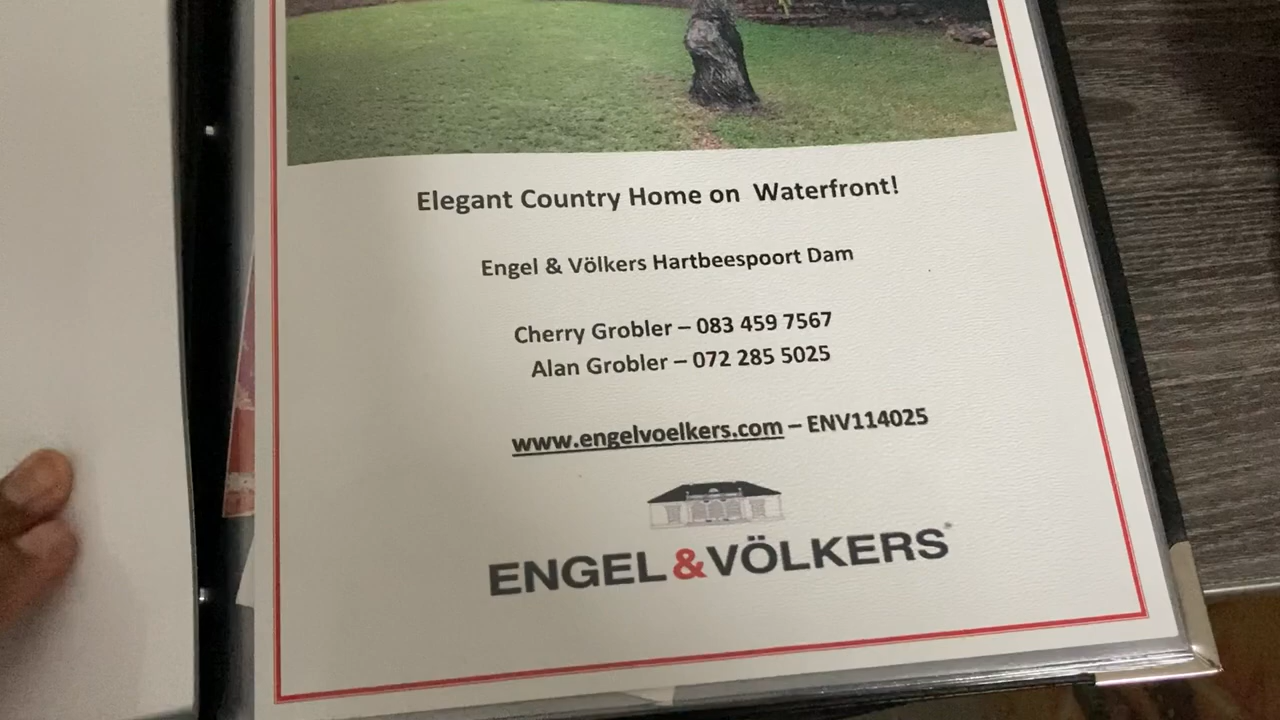 Elegant Country Home on Waterfront!
Engel & Völkers Hartbeespoort Dam
Cherry Grobler – 083 459 7567
Alan Grobler – 072 285 5025
www.engelvoelkers.com – ENV114025
ENGEL&VÖLKERS®